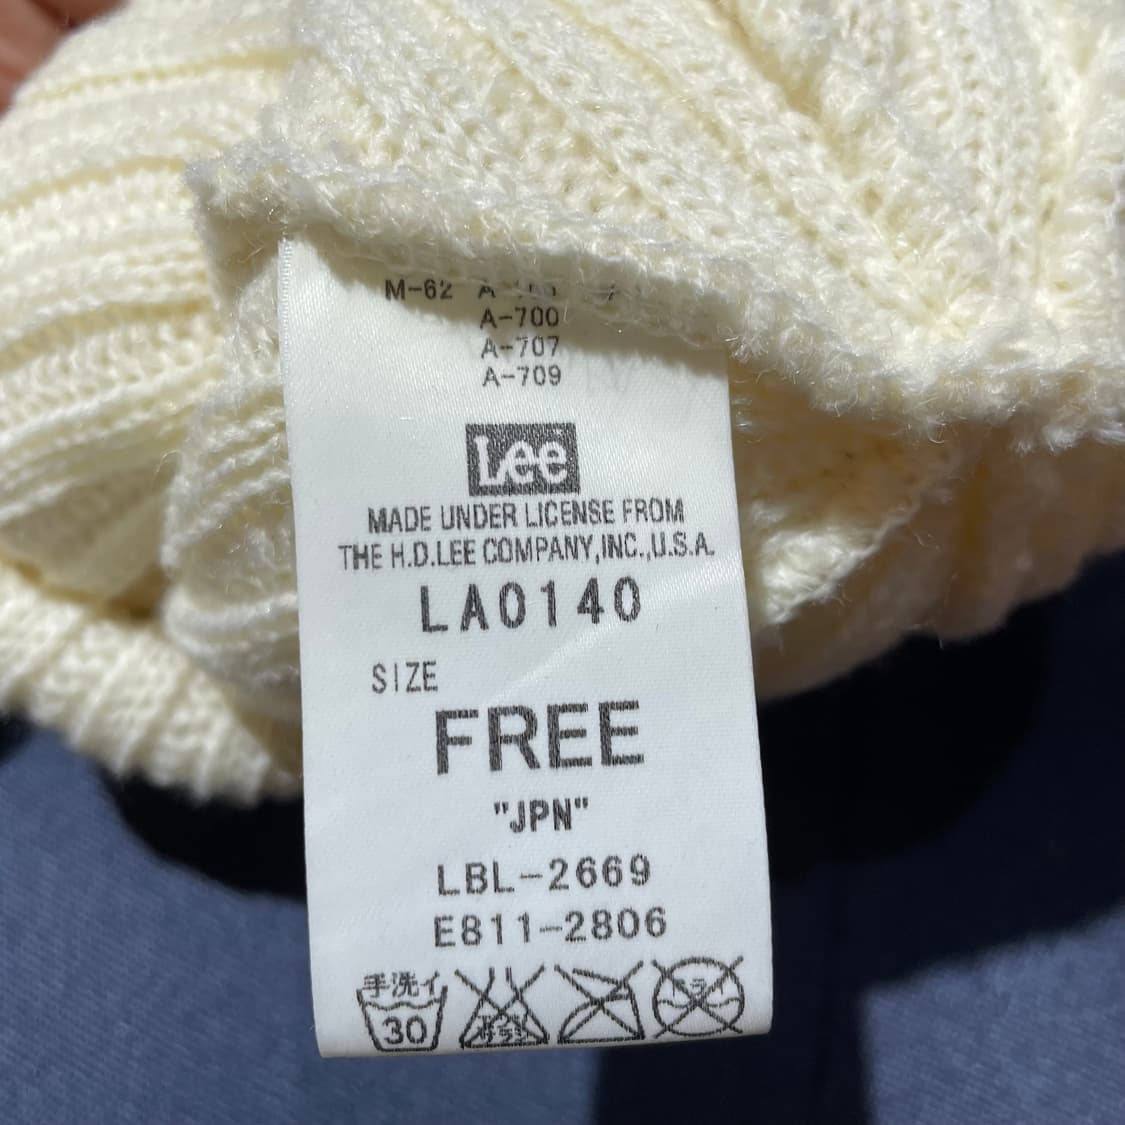 M-62
A-700
A-707
A-709
Lee
MADE UNDER LICENSE FROM
THE H.D.LEE COMPANY,INC.,U.S.A.
LA0140
SIZE
FREE
"JPN"
LBL-2669
E811-2806
手洗イ
30